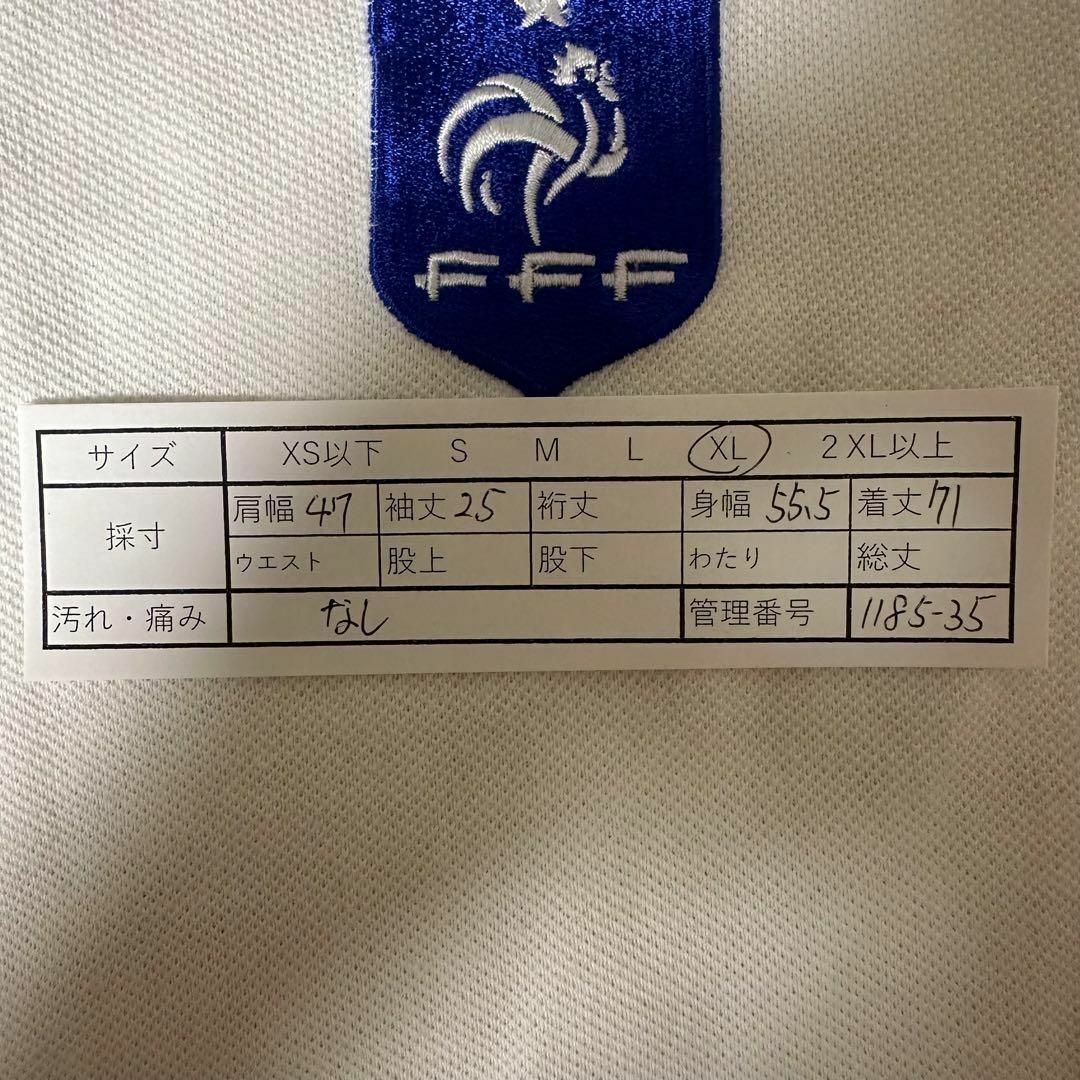 FFF
サイズ XS以下 S M L XL 2XL以上
採寸 肩幅 47 袖丈 25 裄丈 身幅 55.5 着丈 71
ウエスト 股上 股下 わたり 総丈
汚れ・痛み なし 管理番号 1185-35